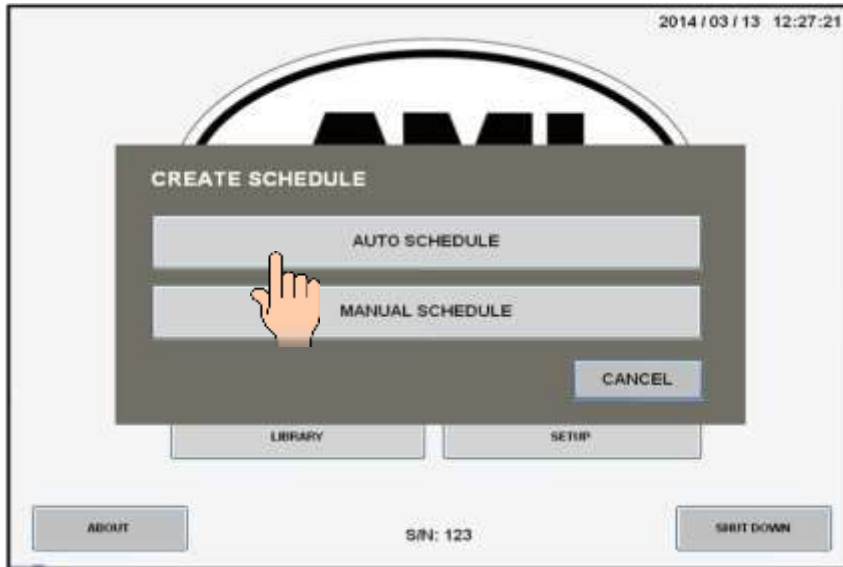 2014 / 03 / 13 12:27:21
AMI
CREATE SCHEDULE
AUTO SCHEDULE
MANUAL SCHEDULE
CANCEL
LIBRARY SETUP
ABOUT S/N: 123 SHUT DOWN